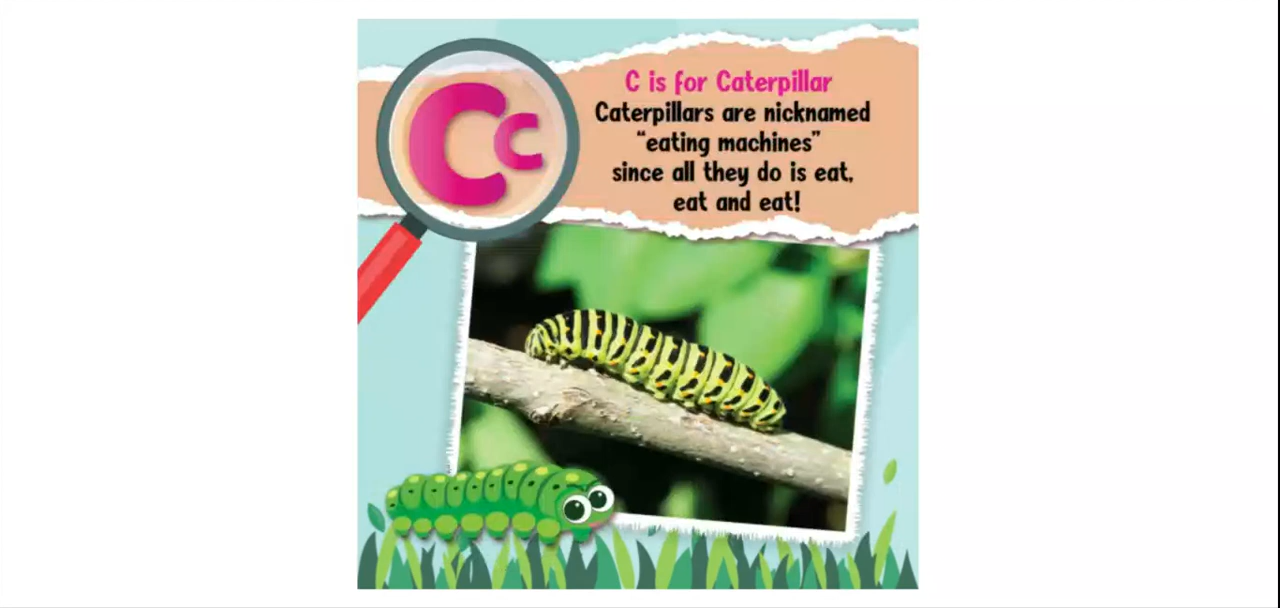 Cc
C is for Caterpillar
Caterpillars are nicknamed
“eating machines”
since all they do is eat,
eat and eat!